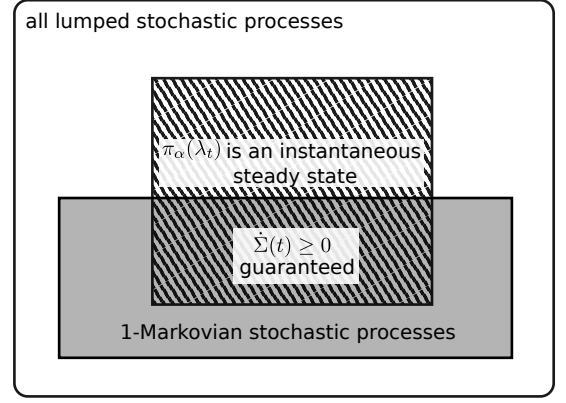 all lumped stochastic processes
π_α(λ_t) is an instantaneous
steady state
Σ̇(t) ≥ 0
guaranteed
1-Markovian stochastic processes